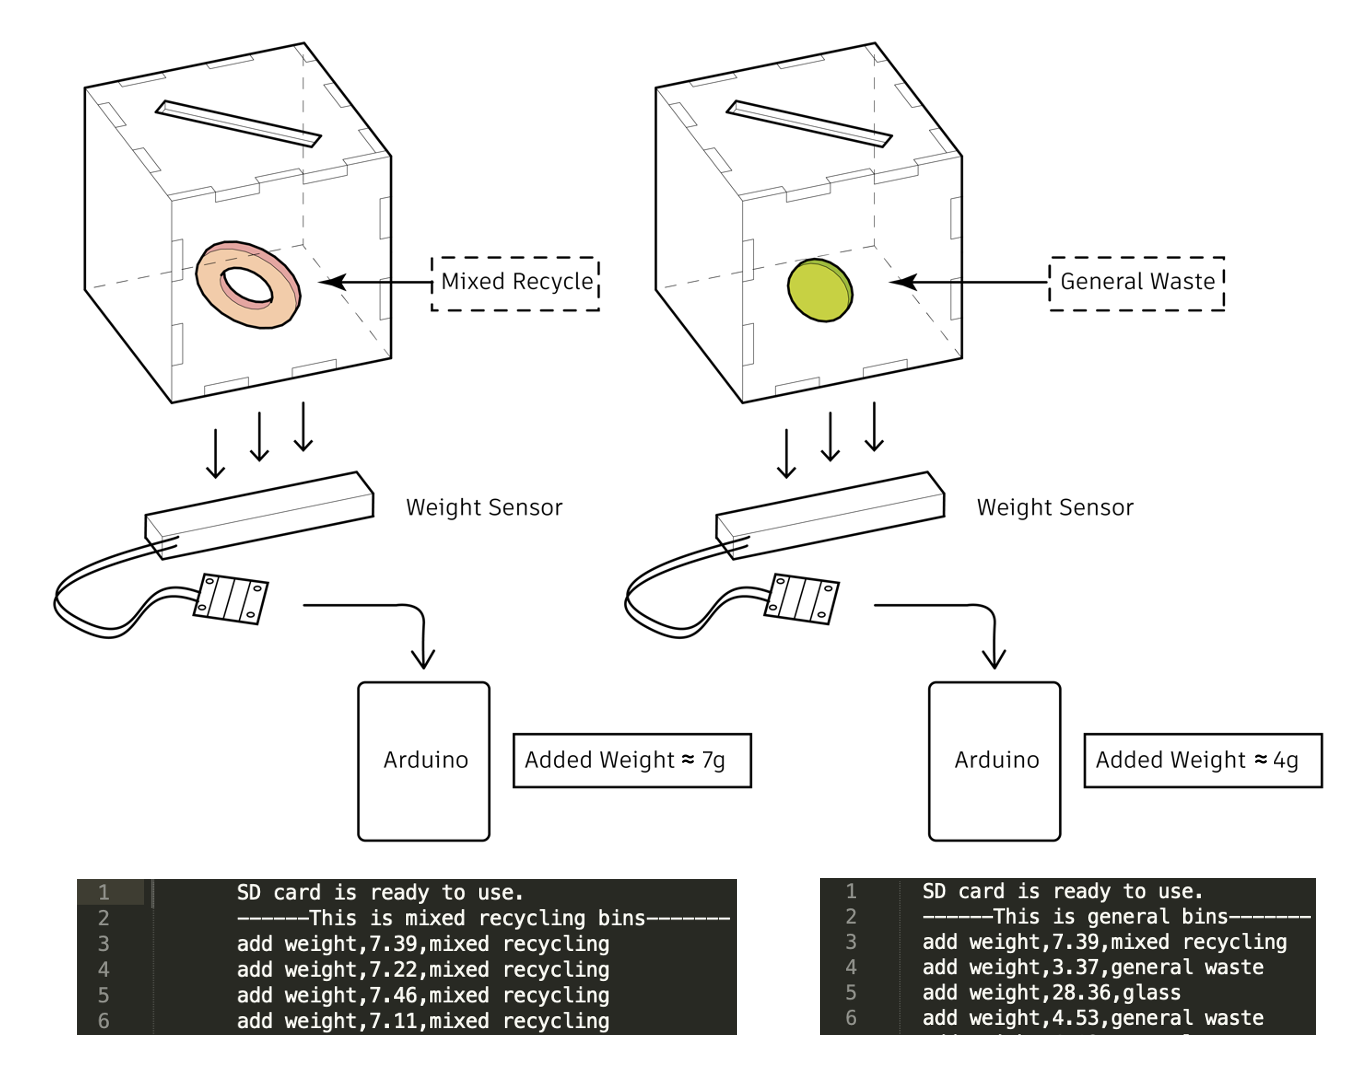 Mixed Recycle
General Waste
Weight Sensor
Weight Sensor
Arduino
Added Weight ≈ 7g
Arduino
Added Weight ≈ 4g
1 SD card is ready to use.
2 ------This is mixed recycling bins-------
3 add weight,7.39,mixed recycling
4 add weight,7.22,mixed recycling
5 add weight,7.46,mixed recycling
6 add weight,7.11,mixed recycling
1 SD card is ready to use.
2 ------This is general bins-------
3 add weight,7.39,mixed recycling
4 add weight,3.37,general waste
5 add weight,28.36,glass
6 add weight,4.53,general waste